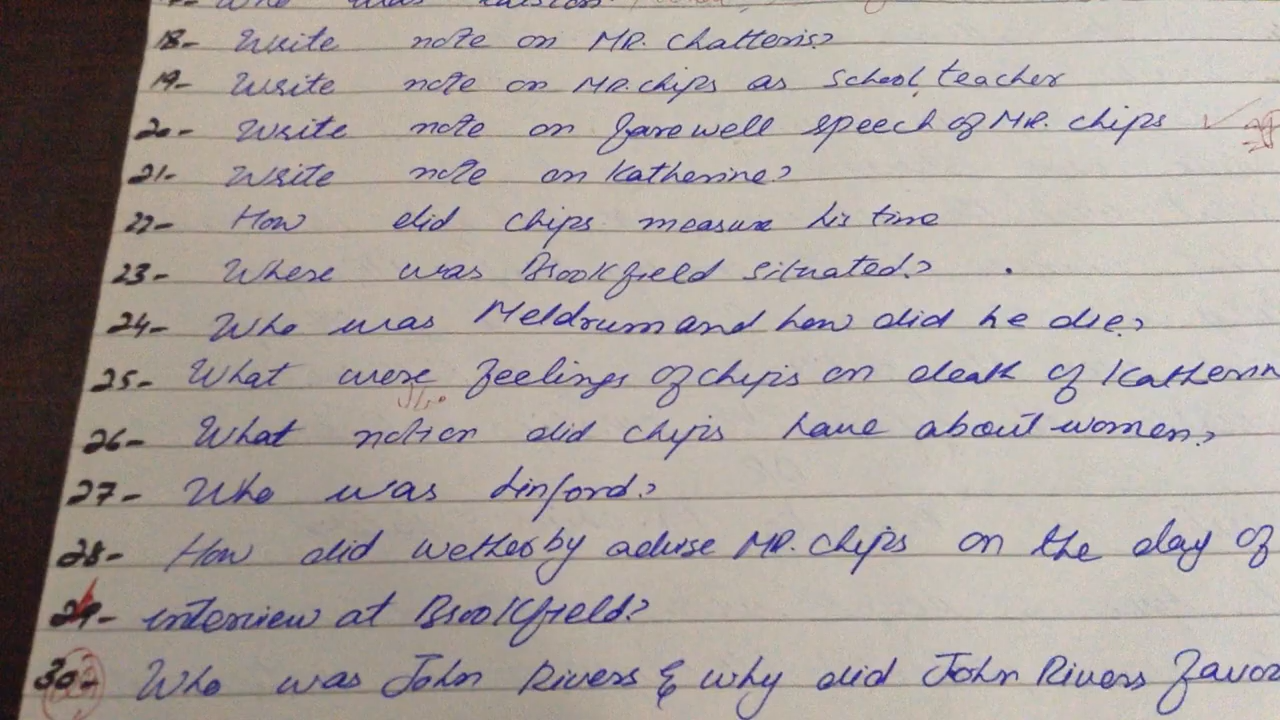 18- Write note on MR. Chatteris?
19- Write note on MR. chips as School teacher
20- Write note on farewell speech of MR. chips
21- Write note on Katherine?
22- How did chips measure his time
23- Where was Brookfield situated?
24- Who was Meldrum and how did he die?
25- What were feelings of chips on death of Katherin
26- What notion did chips have about women?
27- Who was Linford?
28- How did wetherby advise MR. chips on the day of
29- interview at Brookfield?
30- Who was John Rivers & why did John Rivers favor